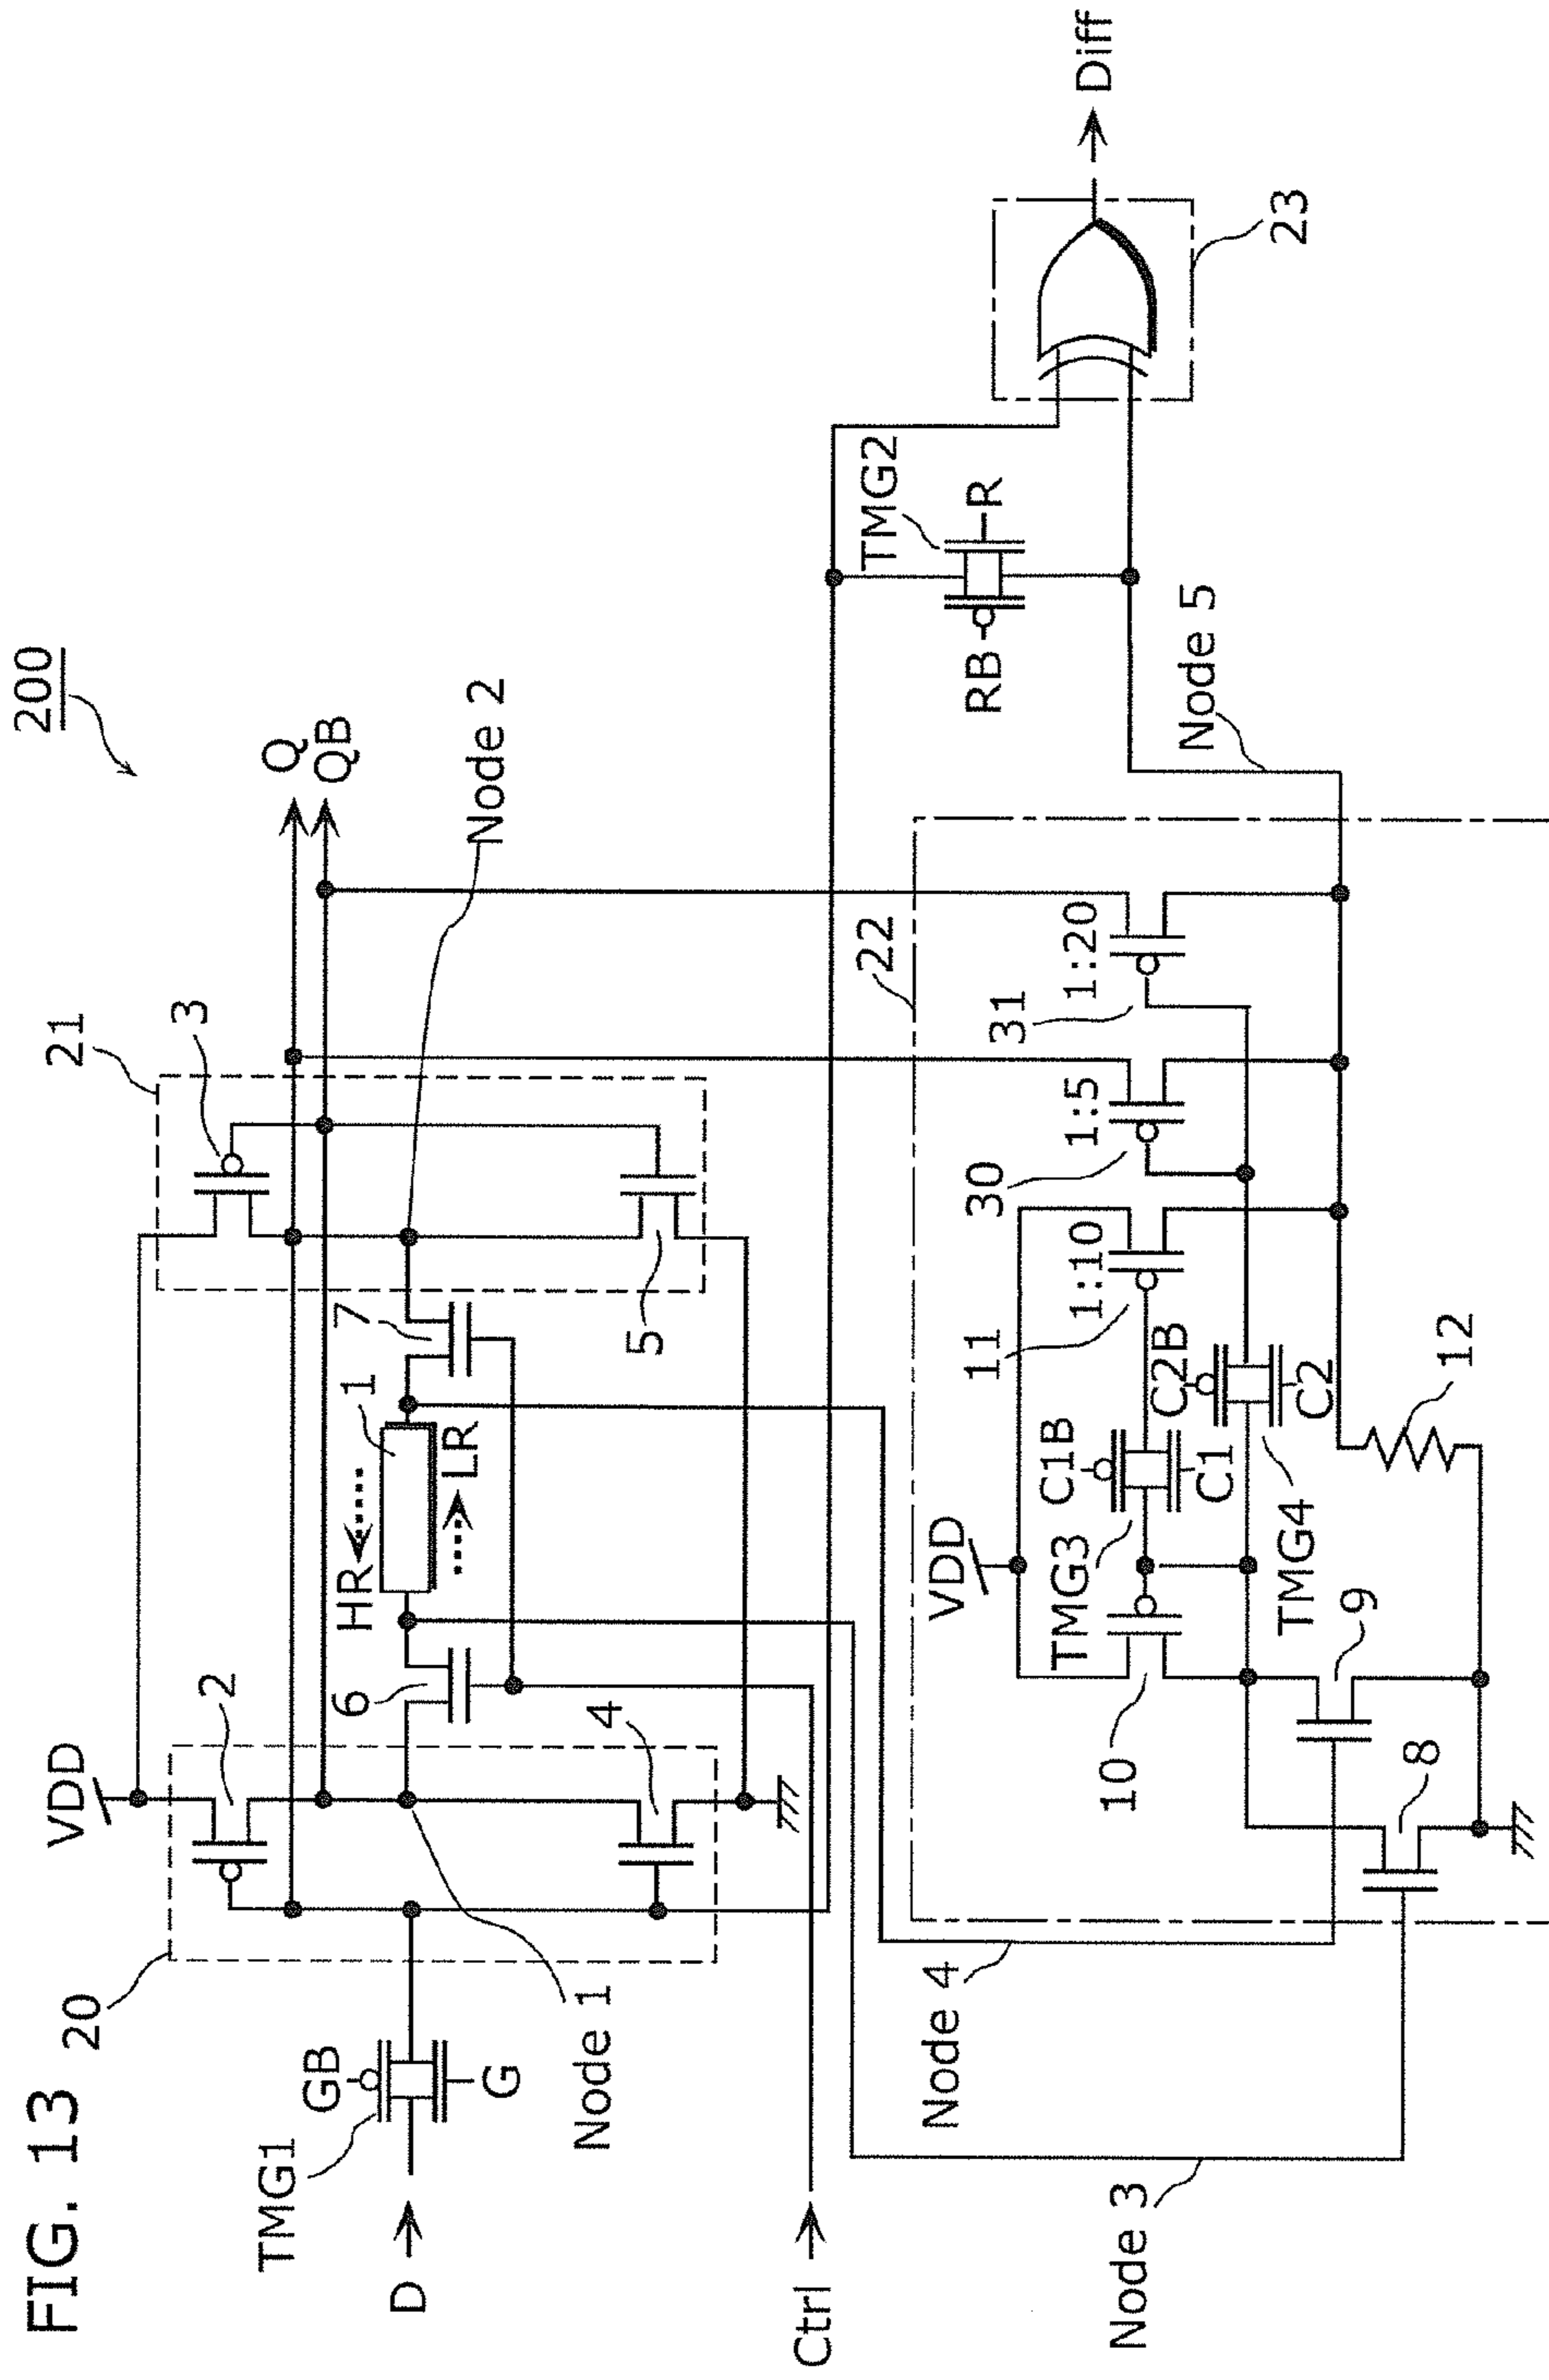 FIG. 13
200
VDD
20
2
21
3
Q
QB
TMG1
GB
G
D
HR
1
LR
6
7
4
5
Node 1
Node 2
Ctrl
Node 3
Node 4
22
VDD
TMG3
C1B
C1
C2B
C2
TMG4
10
11
1:10
30
1:5
31
1:20
8
9
12
Node 5
TMG2
RB
R
23
Diff